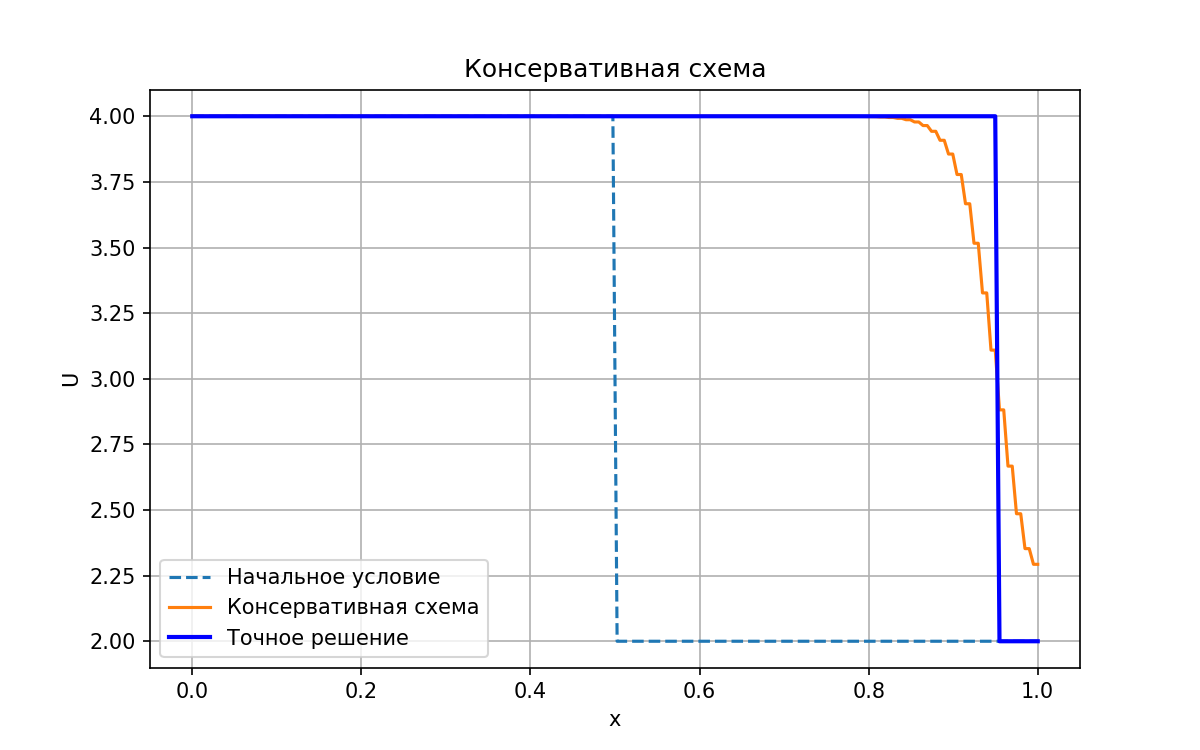 Консервативная схема
U
4.00
3.75
3.50
3.25
3.00
2.75
2.50
2.25
2.00
Начальное условие
Консервативная схема
Точное решение
0.0 0.2 0.4 0.6 0.8 1.0
x